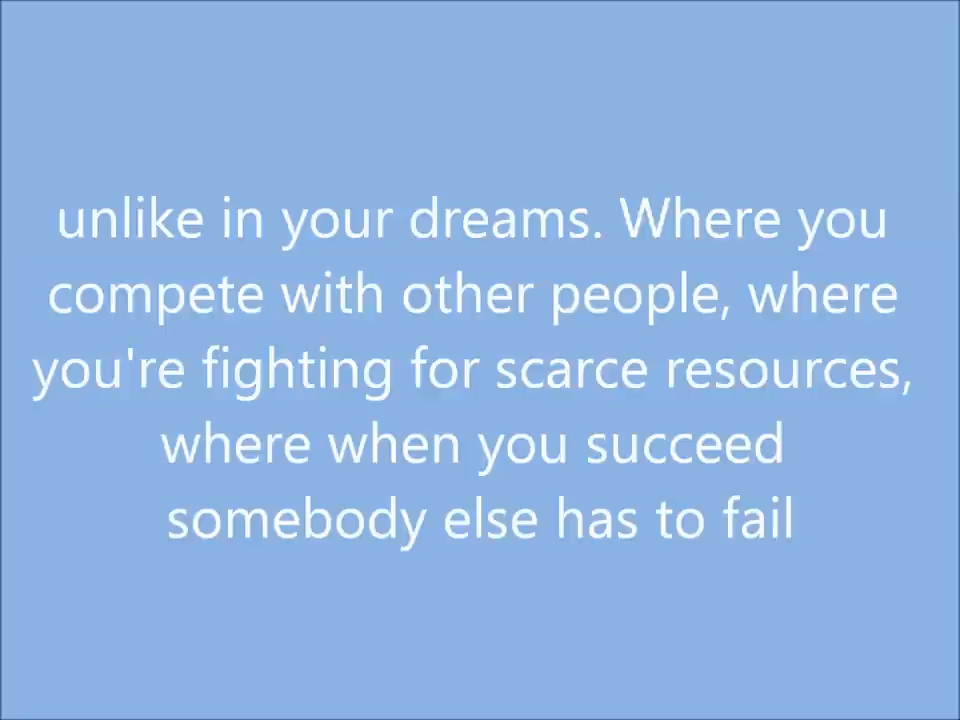 unlike in your dreams. Where you
compete with other people, where
you're fighting for scarce resources,
where when you succeed
somebody else has to fail